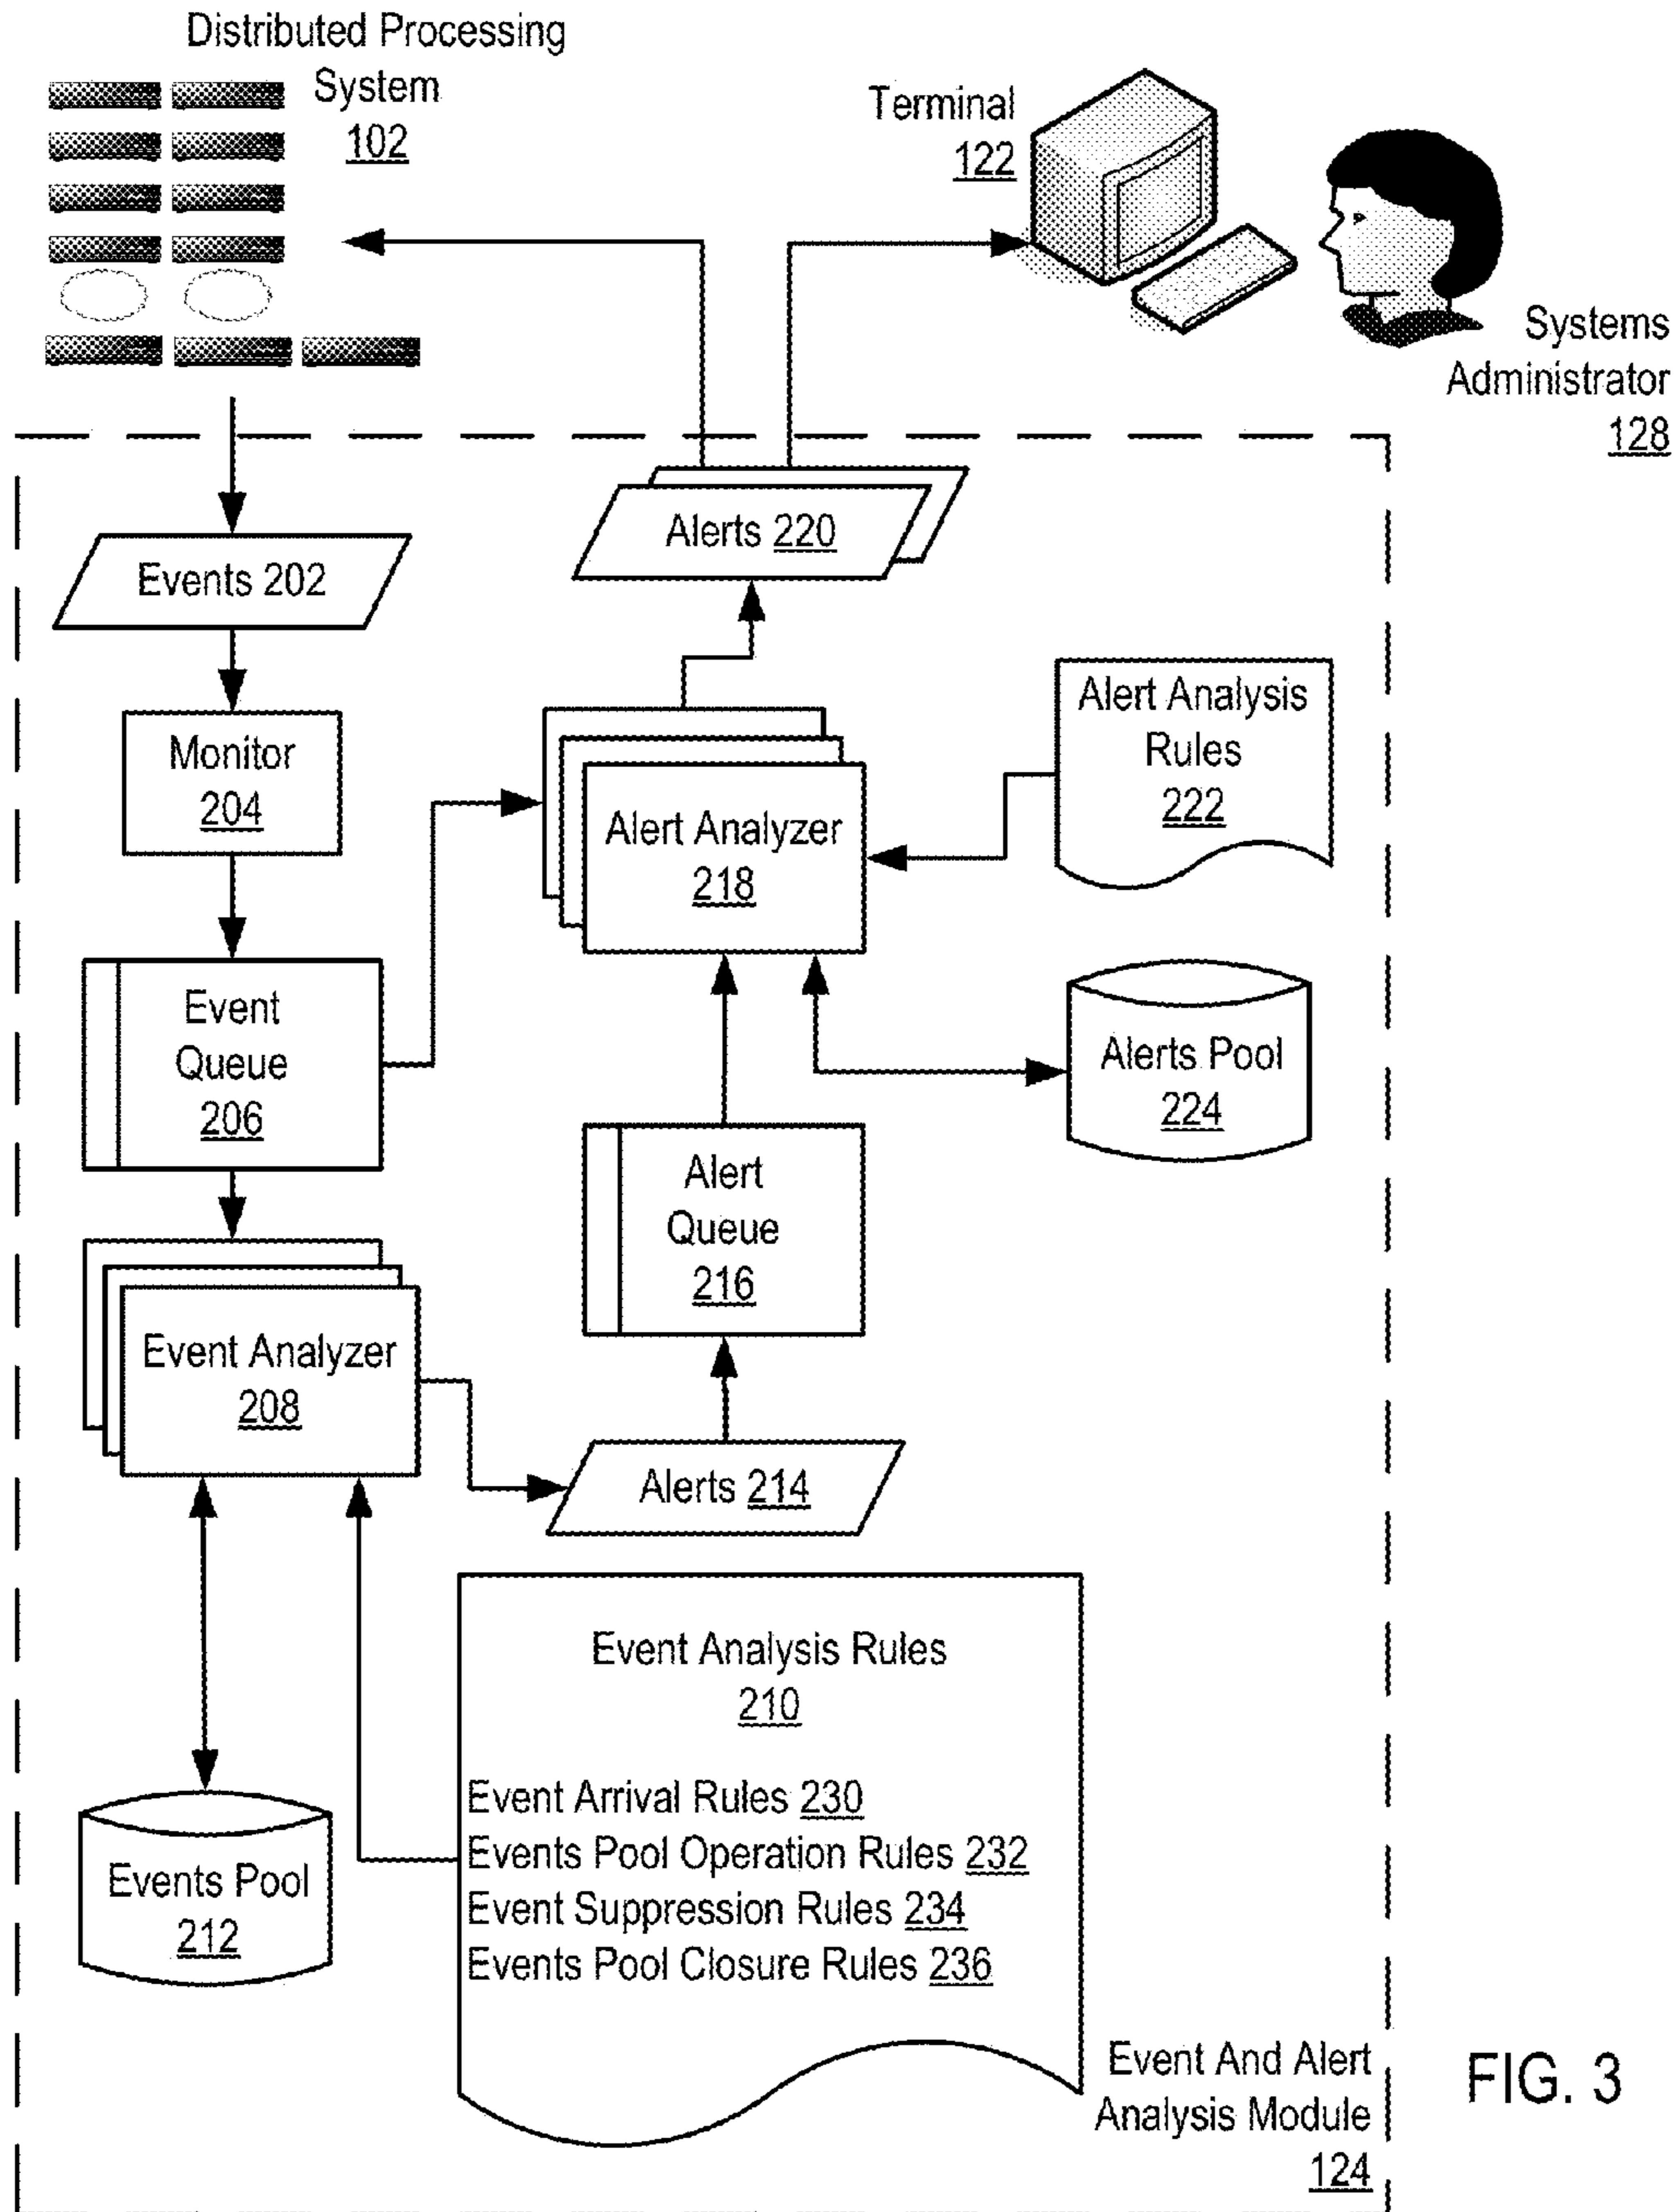 Distributed Processing
System
102
Terminal
122
Systems
Administrator
128
Alerts 220
Events 202
Monitor
204
Alert Analysis
Rules
222
Alert Analyzer
218
Event
Queue
206
Alerts Pool
224
Alert
Queue
216
Event Analyzer
208
Alerts 214
Event Analysis Rules
210
Event Arrival Rules 230
Events Pool Operation Rules 232
Event Suppression Rules 234
Events Pool Closure Rules 236
Events Pool
212
Event And Alert
Analysis Module
124
FIG. 3